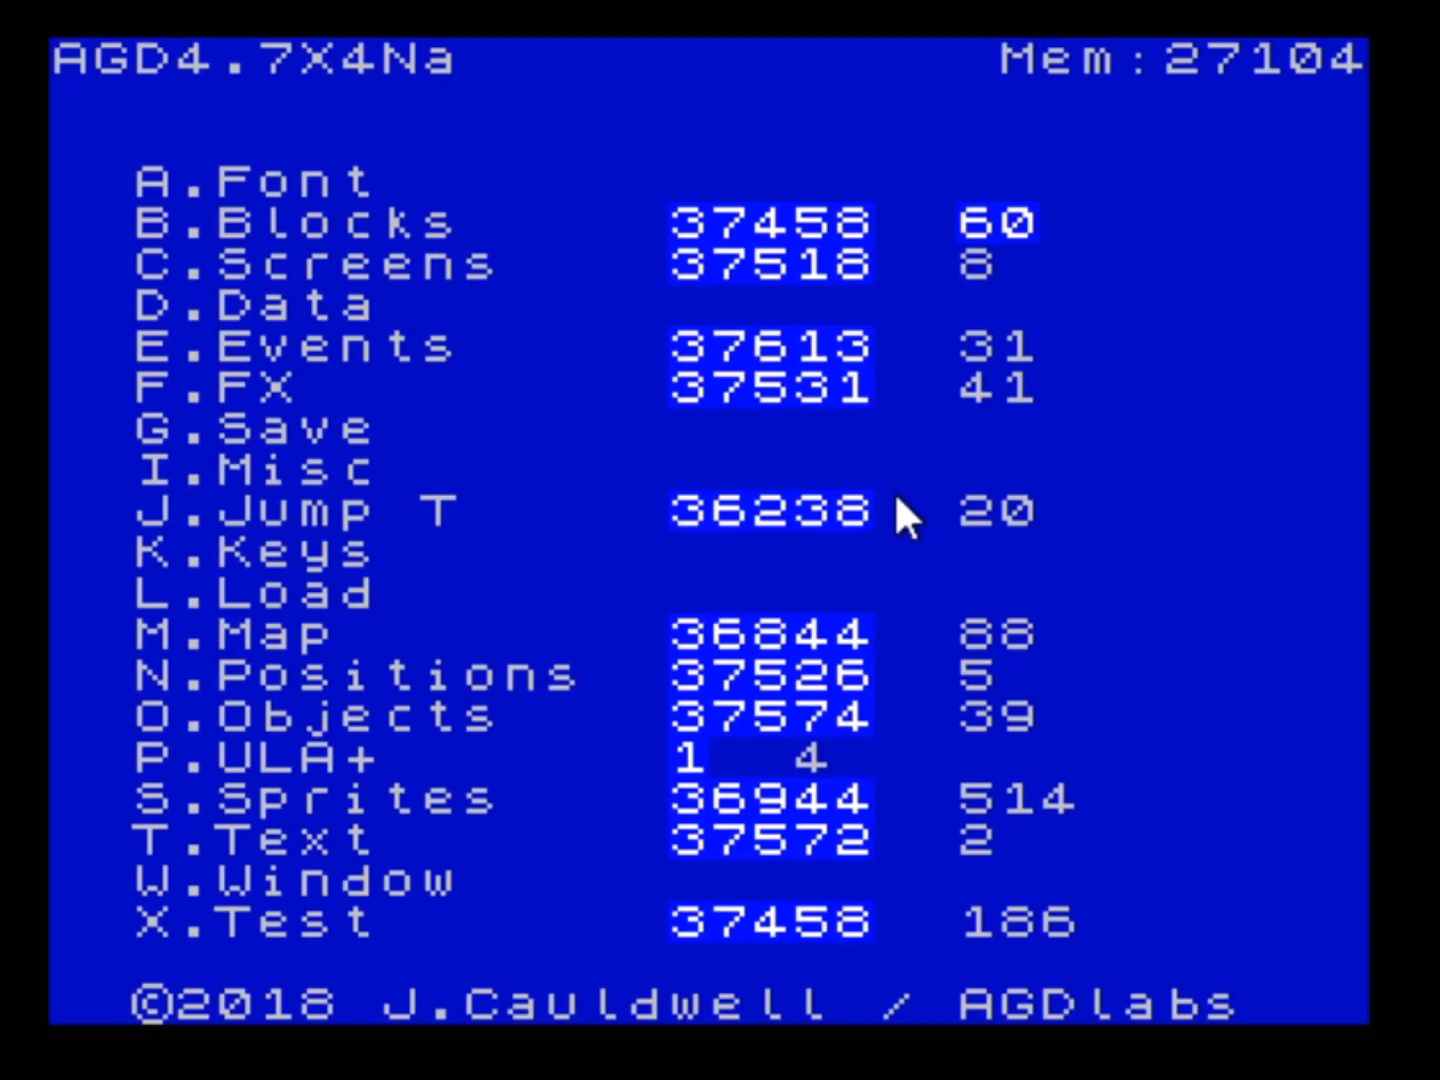 AGD4.7X4Na Mem:27104
A.Font
B.Blocks 37458 60
C.Screens 37518 8
D.Data
E.Events 37613 31
F.FX 37531 41
G.Save
I.Misc
J.Jump T 36238 20
K.Keys
L.Load
M.Map 36844 88
N.Positions 37526 5
O.Objects 37574 39
P.ULA+ 1 4
S.Sprites 36944 514
T.Text 37572 2
W.Window
X.Test 37458 186
©2018 J.Cauldwell / AGDlabs